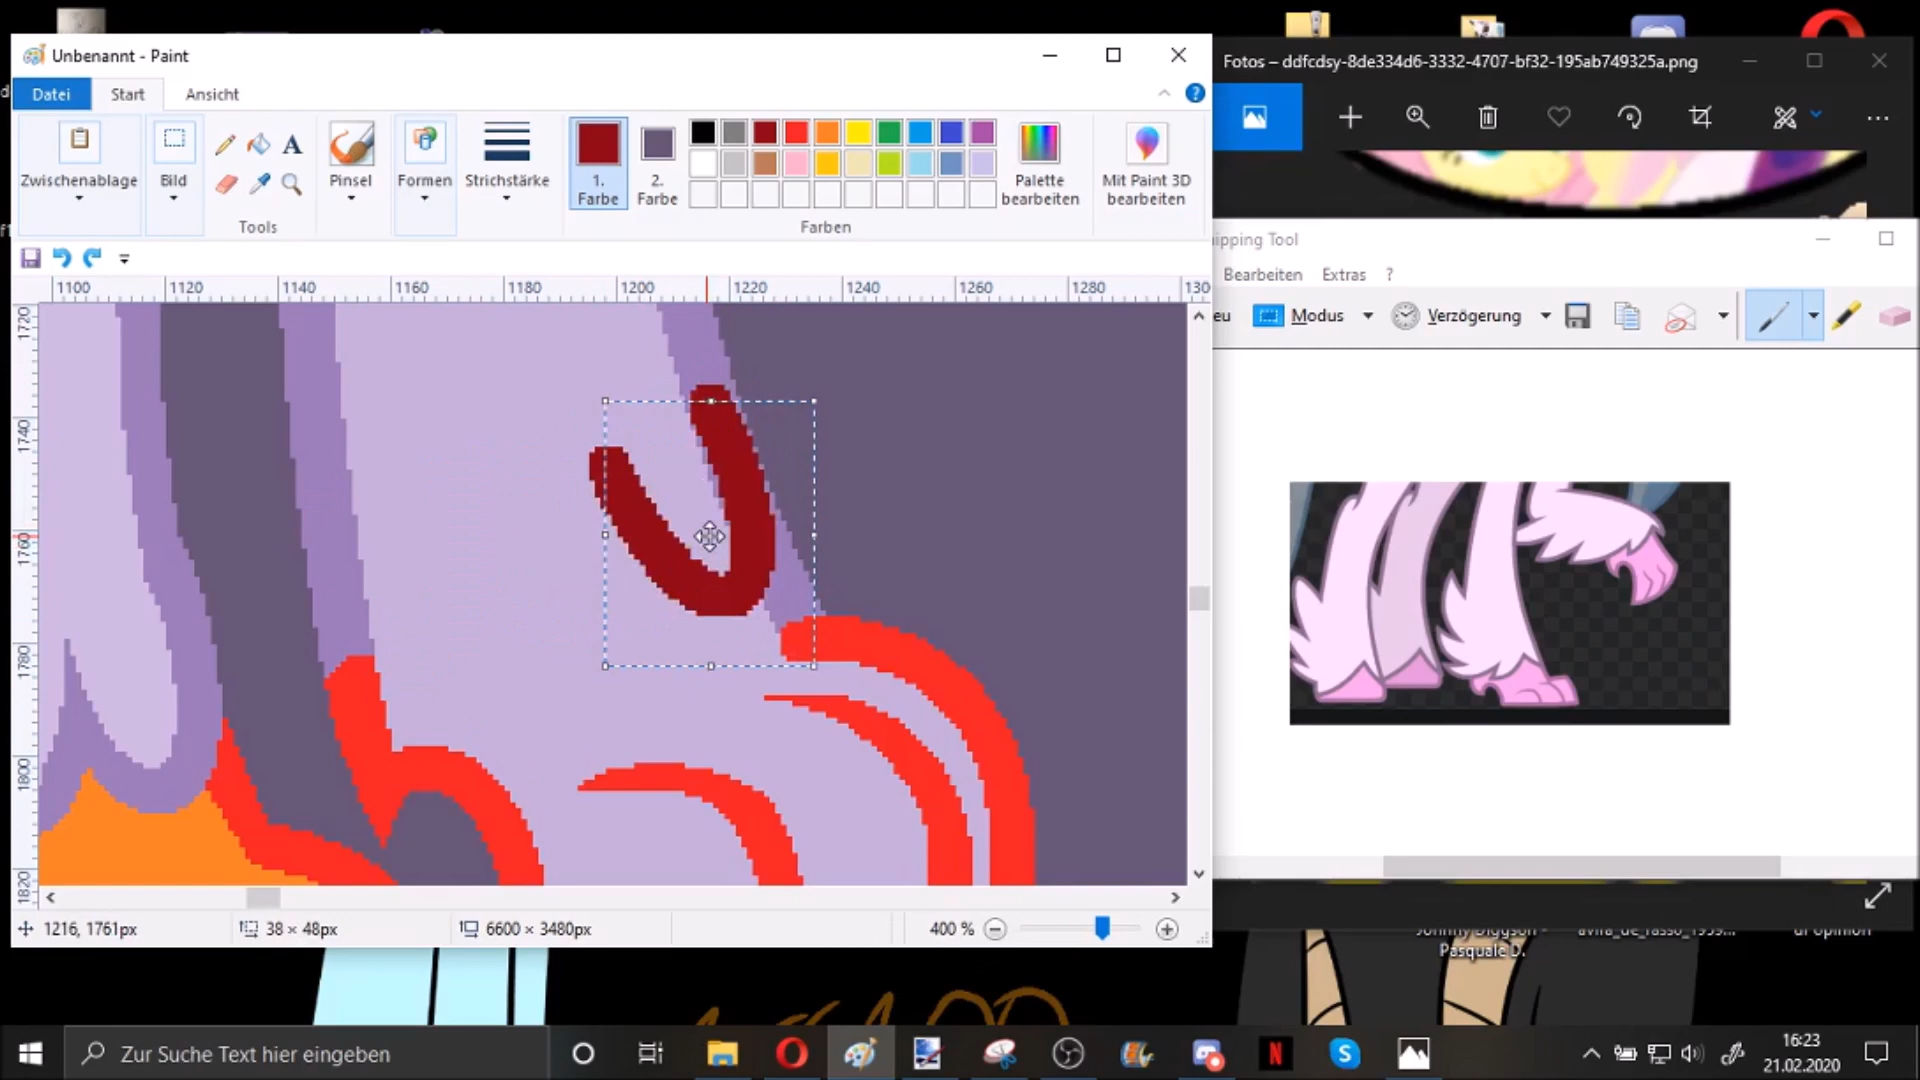 Unbenannt - Paint
Fotos – ddfcdsy-8de334d6-3332-4707-bf32-195ab749325a.png
Datei Start Ansicht
Zwischenablage
Bild
Tools
Pinsel
Formen
Strichstärke
1.
Farbe
2.
Farbe
Farben
Palette
bearbeiten
Mit Paint 3D
bearbeiten
Tool
Bearbeiten Extras ?
Modus
Verzögerung
1100 1120 1140 1160 1180 1200 1220 1240 1260 1280
1720
1740
1760
1780
1800
1820
1216, 1761px
38 × 48px
6600 × 3480px
400 %
Pasquale D.
Zur Suche Text hier eingeben
16:23
21.02.2020